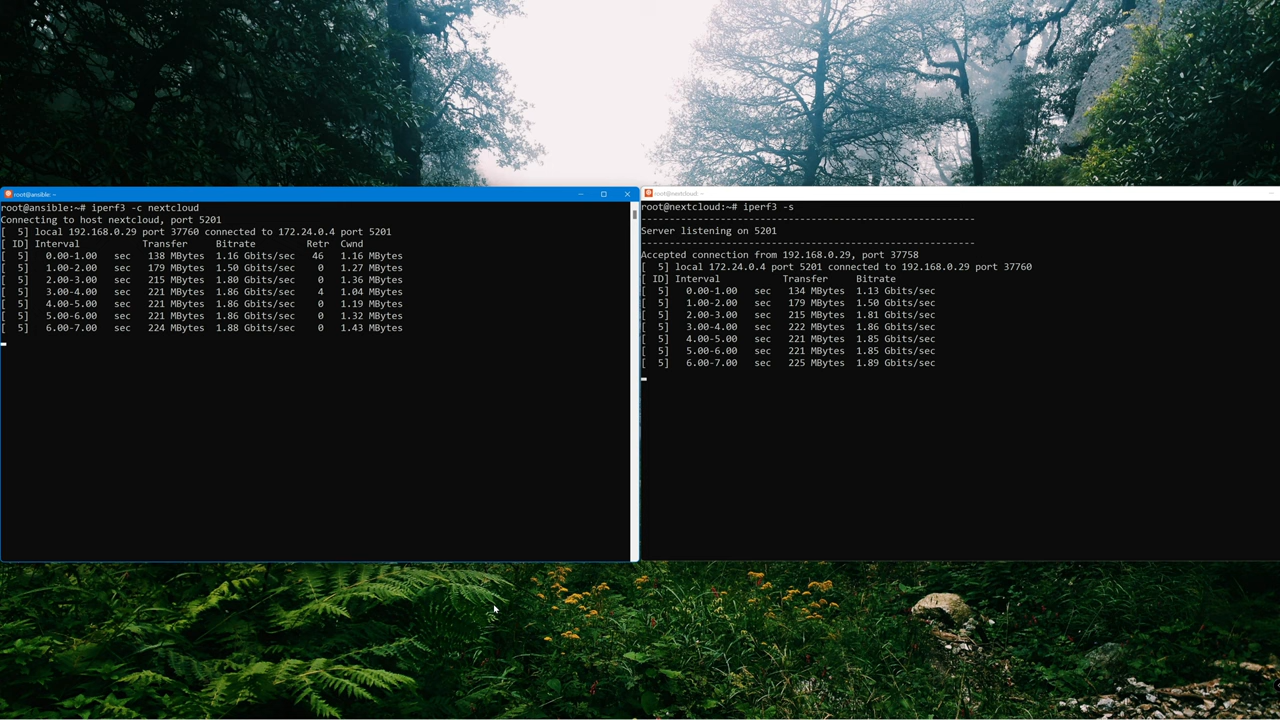 root@ansible: ~
root@ansible:~# iperf3 -c nextcloud
Connecting to host nextcloud, port 5201
[  5] local 192.168.0.29 port 37760 connected to 172.24.0.4 port 5201
[ ID] Interval           Transfer     Bitrate         Retr  Cwnd
[  5]   0.00-1.00   sec   138 MBytes  1.16 Gbits/sec   46   1.16 MBytes
[  5]   1.00-2.00   sec   179 MBytes  1.50 Gbits/sec    0   1.27 MBytes
[  5]   2.00-3.00   sec   215 MBytes  1.80 Gbits/sec    0   1.36 MBytes
[  5]   3.00-4.00   sec   221 MBytes  1.86 Gbits/sec    4   1.04 MBytes
[  5]   4.00-5.00   sec   221 MBytes  1.86 Gbits/sec    0   1.19 MBytes
[  5]   5.00-6.00   sec   221 MBytes  1.86 Gbits/sec    0   1.32 MBytes
[  5]   6.00-7.00   sec   224 MBytes  1.88 Gbits/sec    0   1.43 MBytes
root@nextcloud: ~
root@nextcloud:~# iperf3 -s
-----------------------------------------------------------
Server listening on 5201
-----------------------------------------------------------
Accepted connection from 192.168.0.29, port 37758
[  5] local 172.24.0.4 port 5201 connected to 192.168.0.29 port 37760
[ ID] Interval           Transfer     Bitrate
[  5]   0.00-1.00   sec   134 MBytes  1.13 Gbits/sec
[  5]   1.00-2.00   sec   179 MBytes  1.50 Gbits/sec
[  5]   2.00-3.00   sec   215 MBytes  1.81 Gbits/sec
[  5]   3.00-4.00   sec   222 MBytes  1.86 Gbits/sec
[  5]   4.00-5.00   sec   221 MBytes  1.85 Gbits/sec
[  5]   5.00-6.00   sec   221 MBytes  1.85 Gbits/sec
[  5]   6.00-7.00   sec   225 MBytes  1.89 Gbits/sec